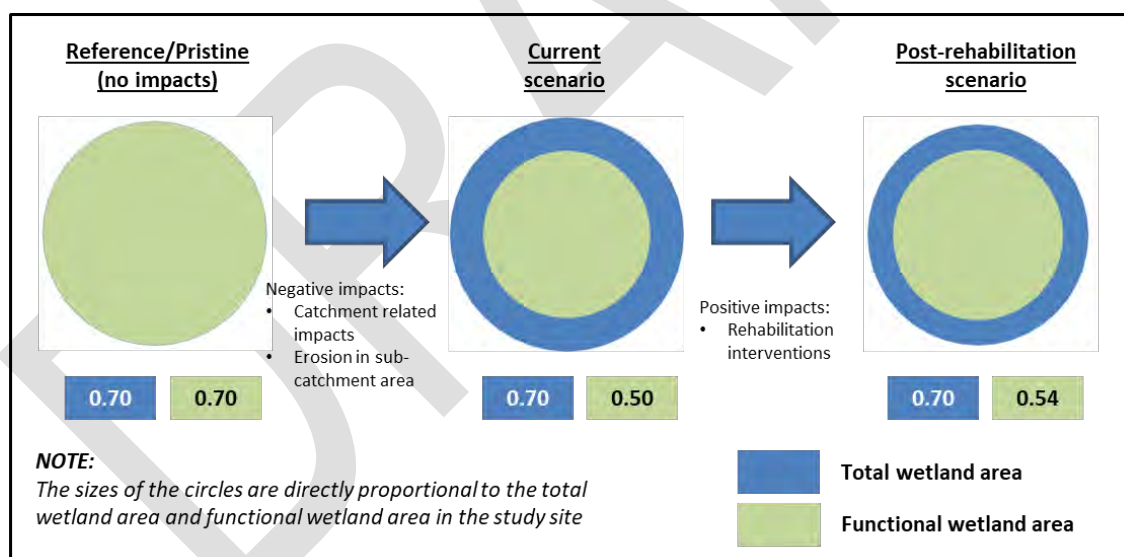 Reference/Pristine
(no impacts)
Current
scenario
Post-rehabilitation
scenario
Negative impacts:
• Catchment related
impacts
• Erosion in sub-
catchment area
Positive impacts:
• Rehabilitation
interventions
0.70 0.70
0.70 0.50
0.70 0.54
NOTE:
The sizes of the circles are directly proportional to the total
wetland area and functional wetland area in the study site
Total wetland area
Functional wetland area